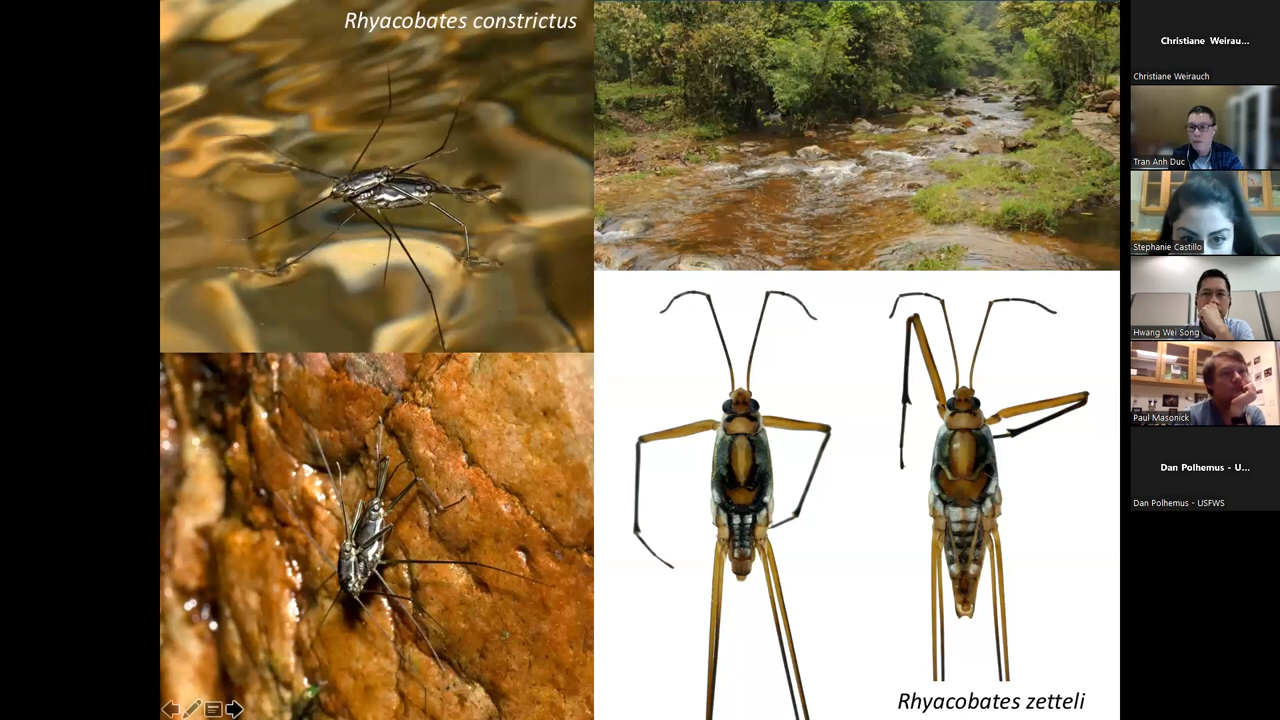 Rhyacobates constrictus
Rhyacobates zetteli
Christiane Weirau...
Christiane Weirauch
Tran Anh Duc
Stephanie Castillo
Hwang Wei Song
Paul Masonick
Dan Polhemus - U...
Dan Polhemus - USFWS